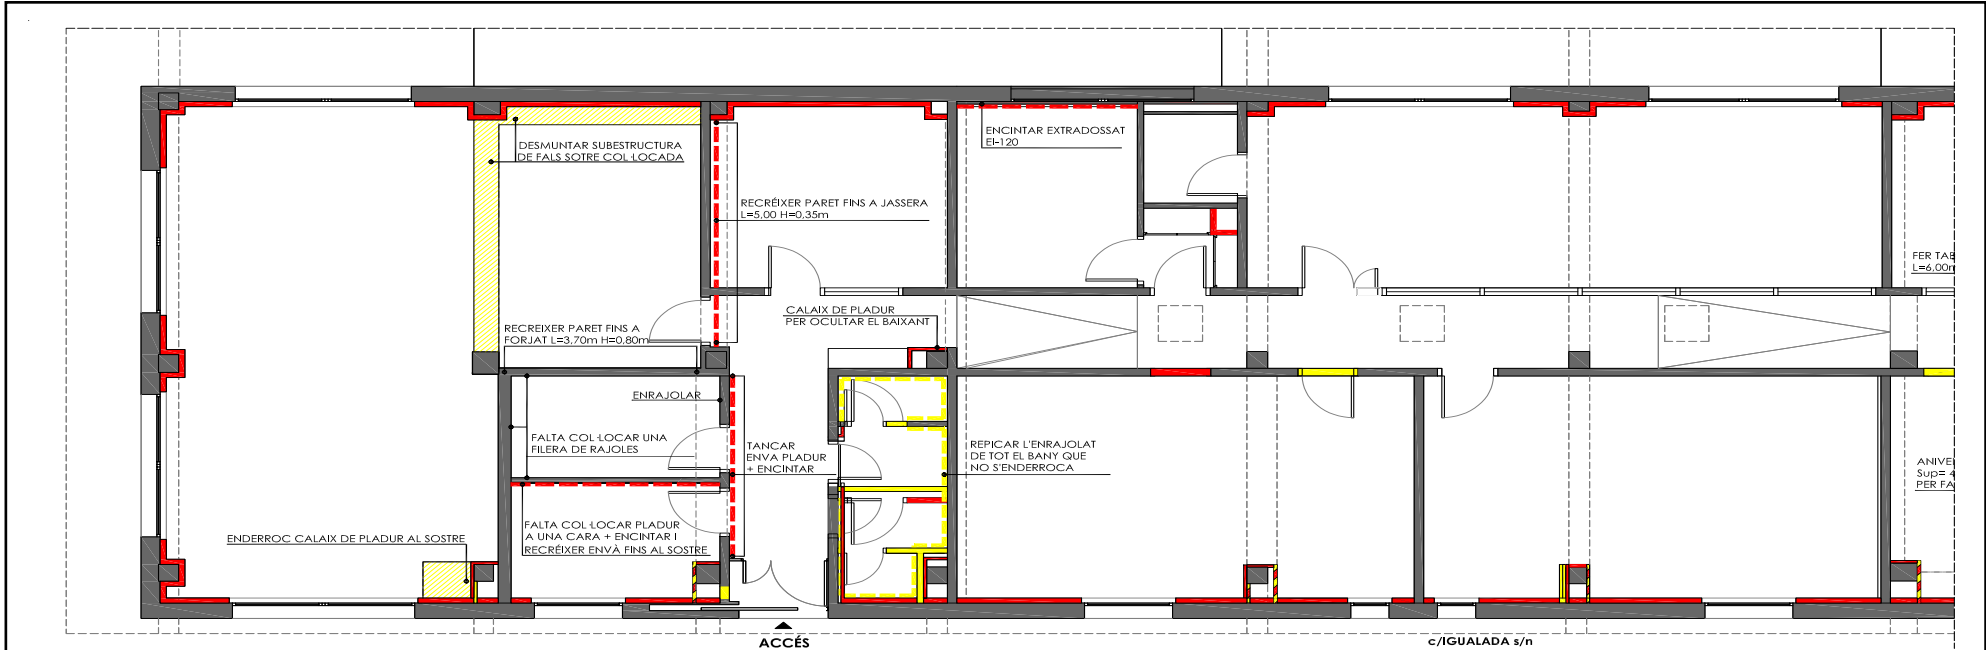 DESMUNTAR SUBESTRUCTURA
DE FALS SOTRE COL·LOCADA
ENCINTAR EXTRADOSSAT
EI-120
RECRÉIXER PARET FINS A JASSERA
L=5,00 H=0,35m
FER TAB
L=6,00m
CALAIX DE PLADUR
PER OCULTAR EL BAIXANT
RECREIXER PARET FINS A
FORJAT L=3,70m H=0,80m
ENRAJOLAR
FALTA COL·LOCAR UNA
FILERA DE RAJOLES
TANCAR
ENVA PLADUR
+ ENCINTAR
REPICAR L'ENRAJOLAT
DE TOT EL BANY QUE
NO S'ENDERROCA
ANIVE
Sup= 4
PER FA
FALTA COL·LOCAR PLADUR
A UNA CARA + ENCINTAR I
RECRÉIXER ENVÀ FINS AL SOSTRE
ENDERROC CALAIX DE PLADUR AL SOSTRE
ACCÉS
c/IGUALADA s/n